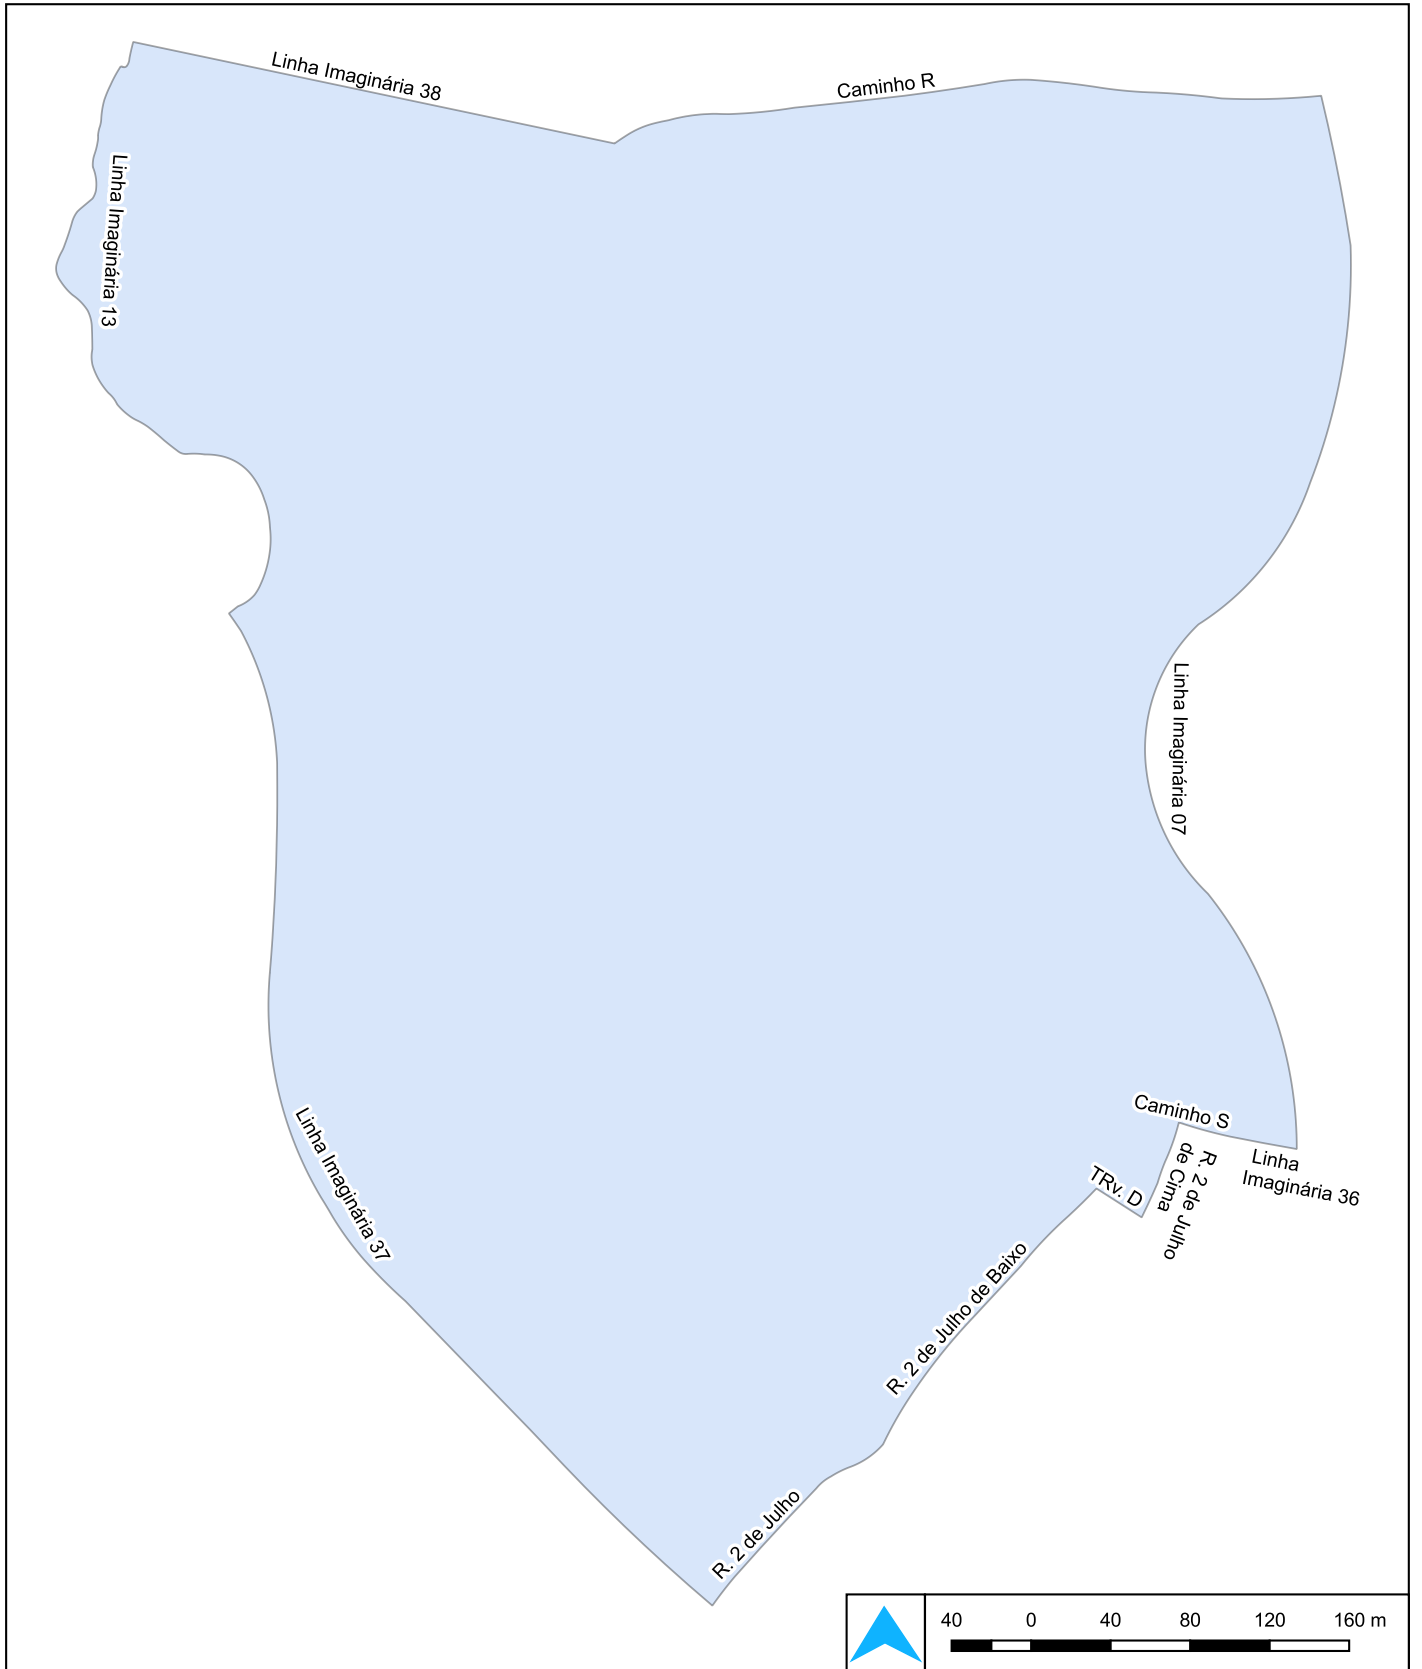 Linha Imaginária 38
Caminho R
Linha Imaginária 13
Linha Imaginária 07
Caminho S
Linha
Imaginária 36
R. 2 de Julho
de Cima
TRv. D
R. 2 de Julho de Baixo
Linha Imaginária 37
R. 2 de Julho
40 0 40 80 120 160 m